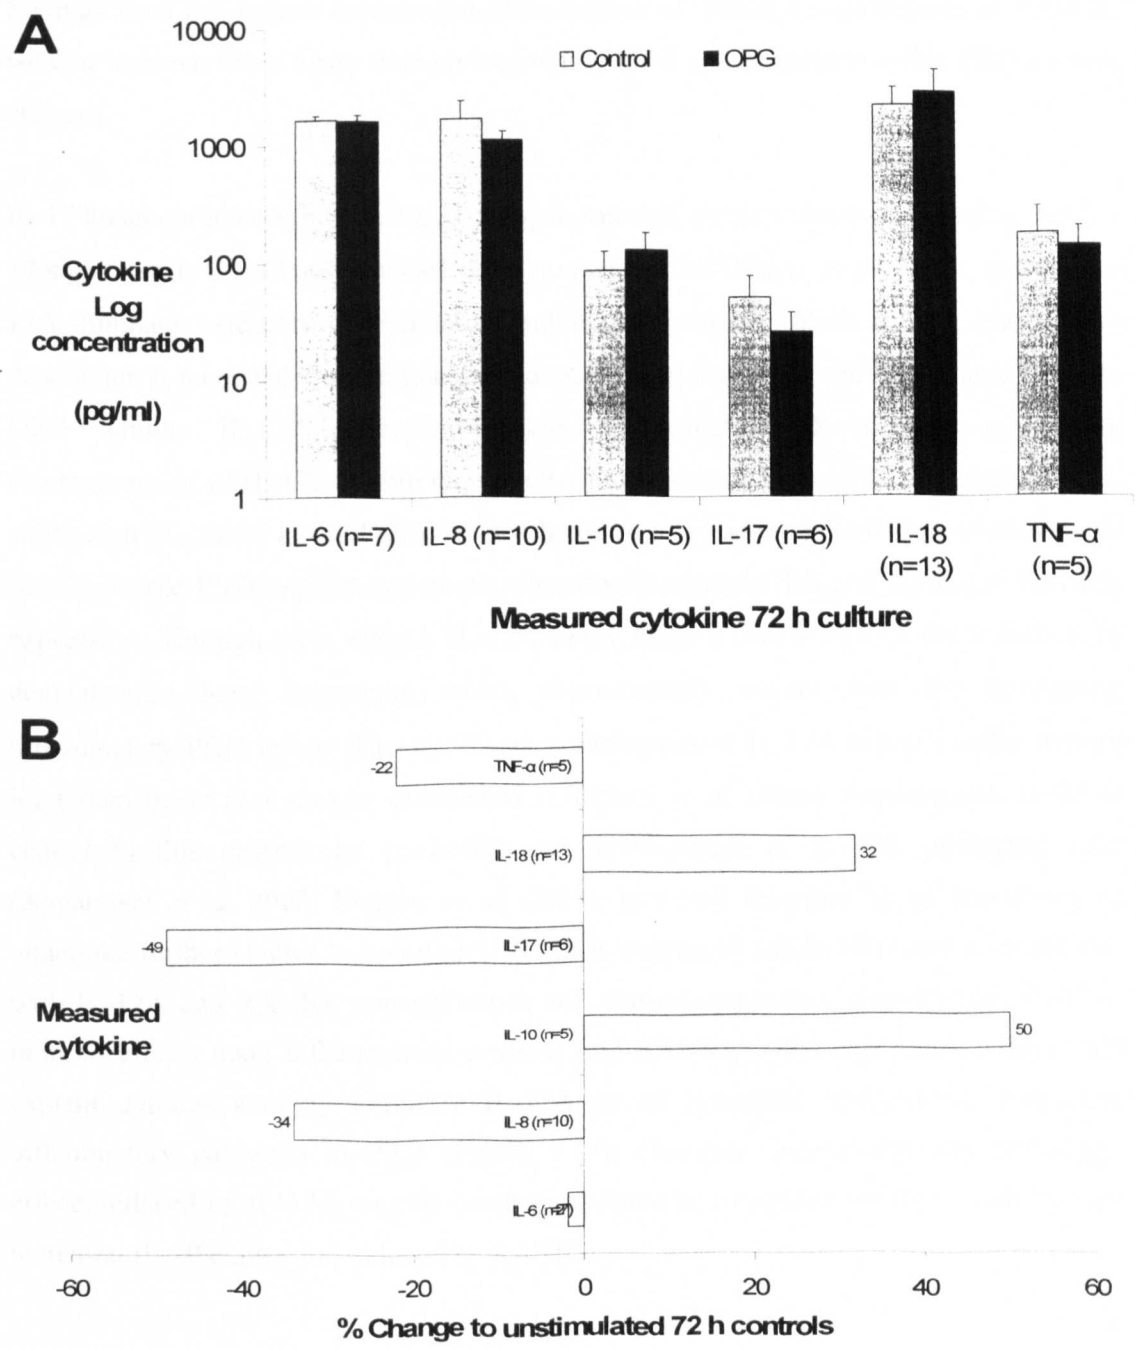 A
10000
Control OPG
1000
100
Cytokine
Log
concentration
(pg/ml)
10
1
IL-6 (n=7) IL-8 (n=10) IL-10 (n=5) IL-17 (n=6) IL-18 (n=13) TNF-α (n=5)
Measured cytokine 72 h culture
B
-22 TNF-α (n=5)
IL-18 (n=13) 32
-49 IL-17 (n=6)
Measured
cytokine
IL-10 (n=5) 50
-34 IL-8 (n=10)
IL-6
-60 -40 -20 0 20 40 60
% Change to unstimulated 72 h controls